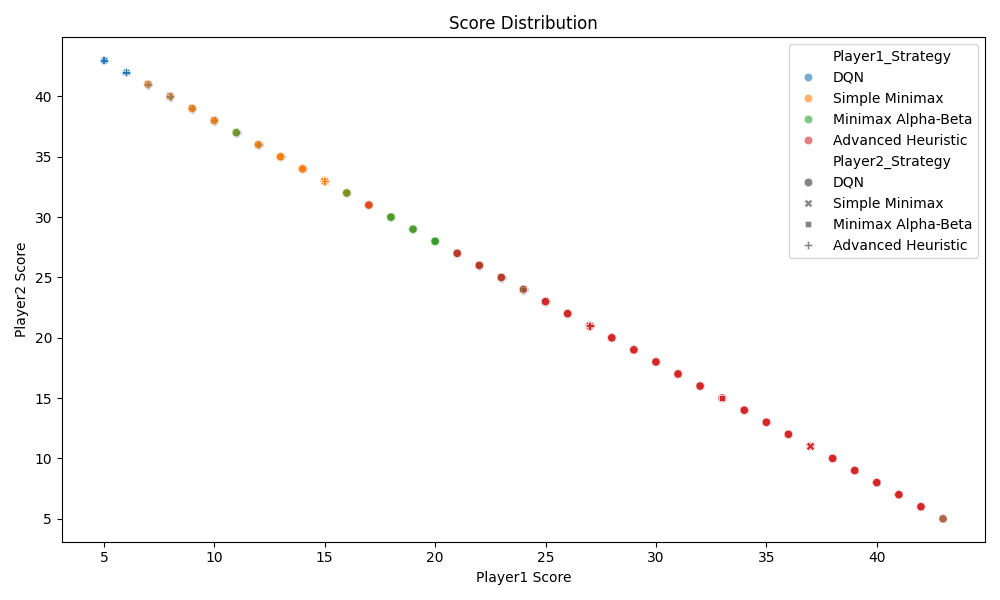 Score Distribution
Player1_Strategy
DQN
Simple Minimax
Minimax Alpha-Beta
Advanced Heuristic
Player2_Strategy
DQN
Simple Minimax
Minimax Alpha-Beta
Advanced Heuristic
Player2 Score
40
35
30
25
20
15
10
5
5 10 15 20 25 30 35 40
Player1 Score